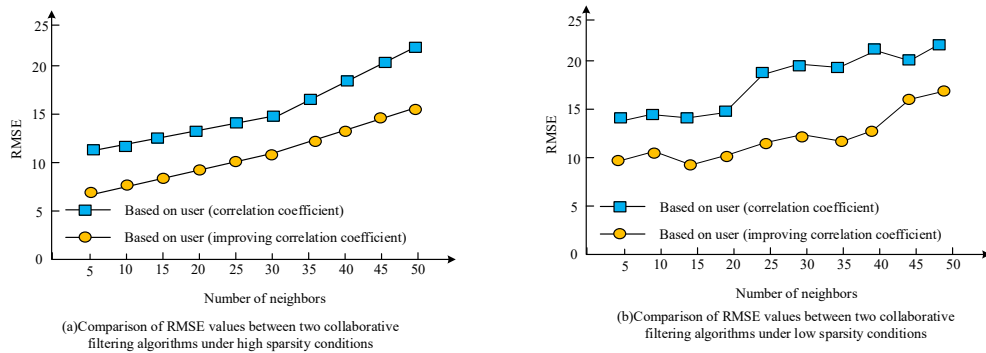 25
20
15
10
5
0
RMSE
Based on user (correlation coefficient)
Based on user (improving correlation coefficient)
5 10 15 20 25 30 35 40 45 50
Number of neighbors
(a)Comparison of RMSE values between two collaborative
filtering algorithms under high sparsity conditions
25
20
15
10
5
0
RMSE
Based on user (correlation coefficient)
Based on user (improving correlation coefficient)
5 10 15 20 25 30 35 40 45 50
Number of neighbors
(b)Comparison of RMSE values between two collaborative
filtering algorithms under low sparsity conditions